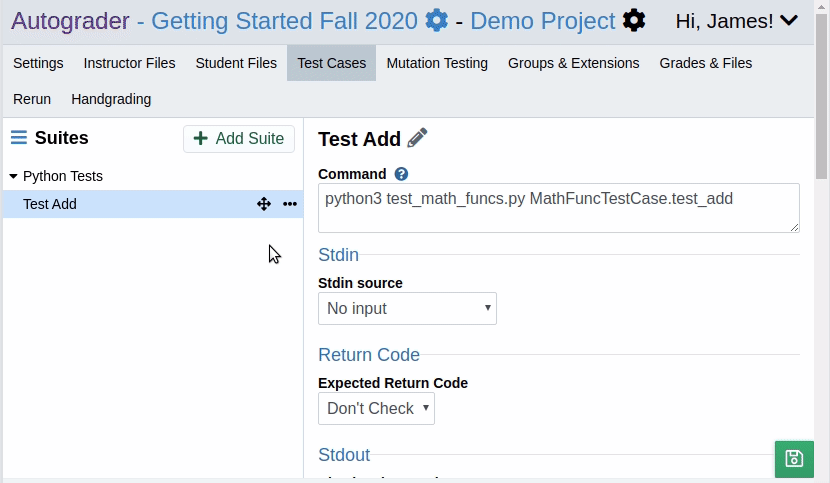 Autograder - Getting Started Fall 2020 - Demo Project Hi, James!
Settings Instructor Files Student Files Test Cases Mutation Testing Groups & Extensions Grades & Files
Rerun Handgrading
Suites
Add Suite
Python Tests
Test Add
Test Add
Command
python3 test_math_funcs.py MathFuncTestCase.test_add
Stdin
Stdin source
No input
Return Code
Expected Return Code
Don't Check
Stdout